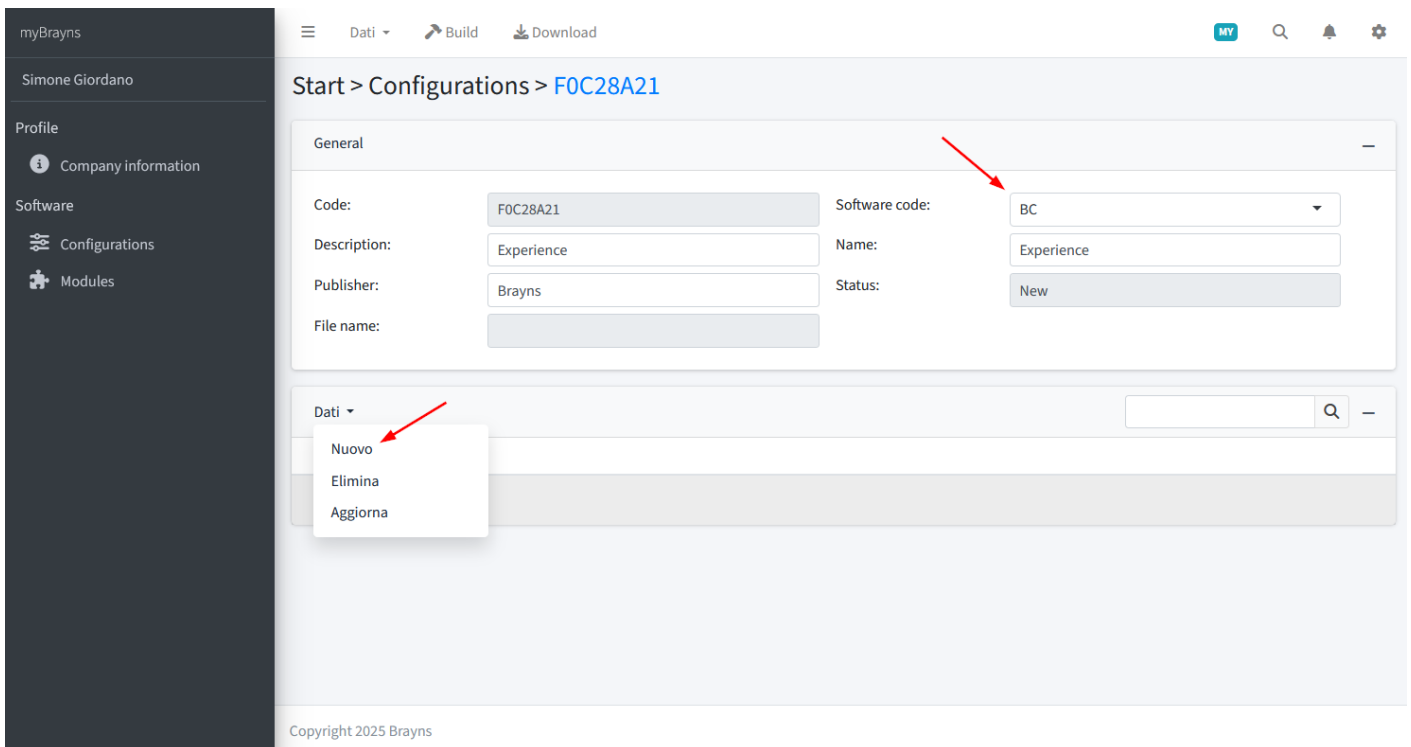 myBrayns
Dati Build Download MY
Simone Giordano
Start > Configurations > F0C28A21
Profile
Company information
Software
Configurations
Modules
General
Code: F0C28A21 Software code: BC
Description: Experience Name: Experience
Publisher: Brayns Status: New
File name:
Dati
Nuovo
Elimina
Aggiorna
Copyright 2025 Brayns